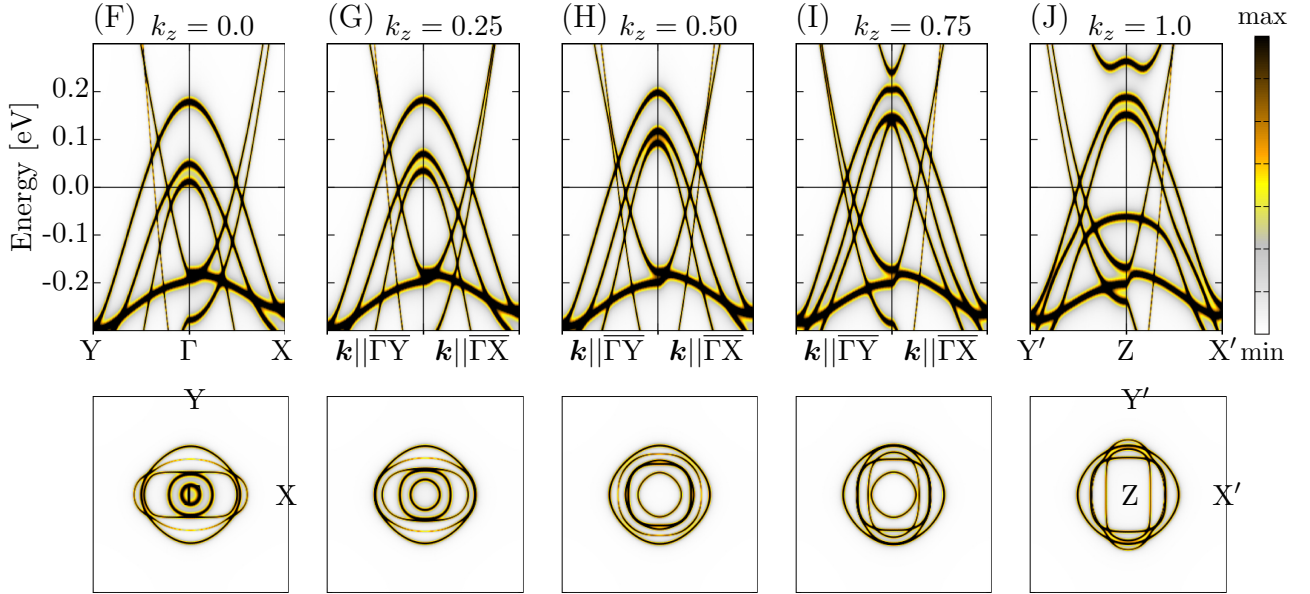 (F) k_z = 0.0
(G) k_z = 0.25
(H) k_z = 0.50
(I) k_z = 0.75
(J) k_z = 1.0
max
Energy [eV]
0.2
0.1
0.0
-0.1
-0.2
min
Y Γ X
k||ΓY k||ΓX
k||ΓY k||ΓX
k||ΓY k||ΓX
Y′ Z X′
Y
X
Y′
Z
X′